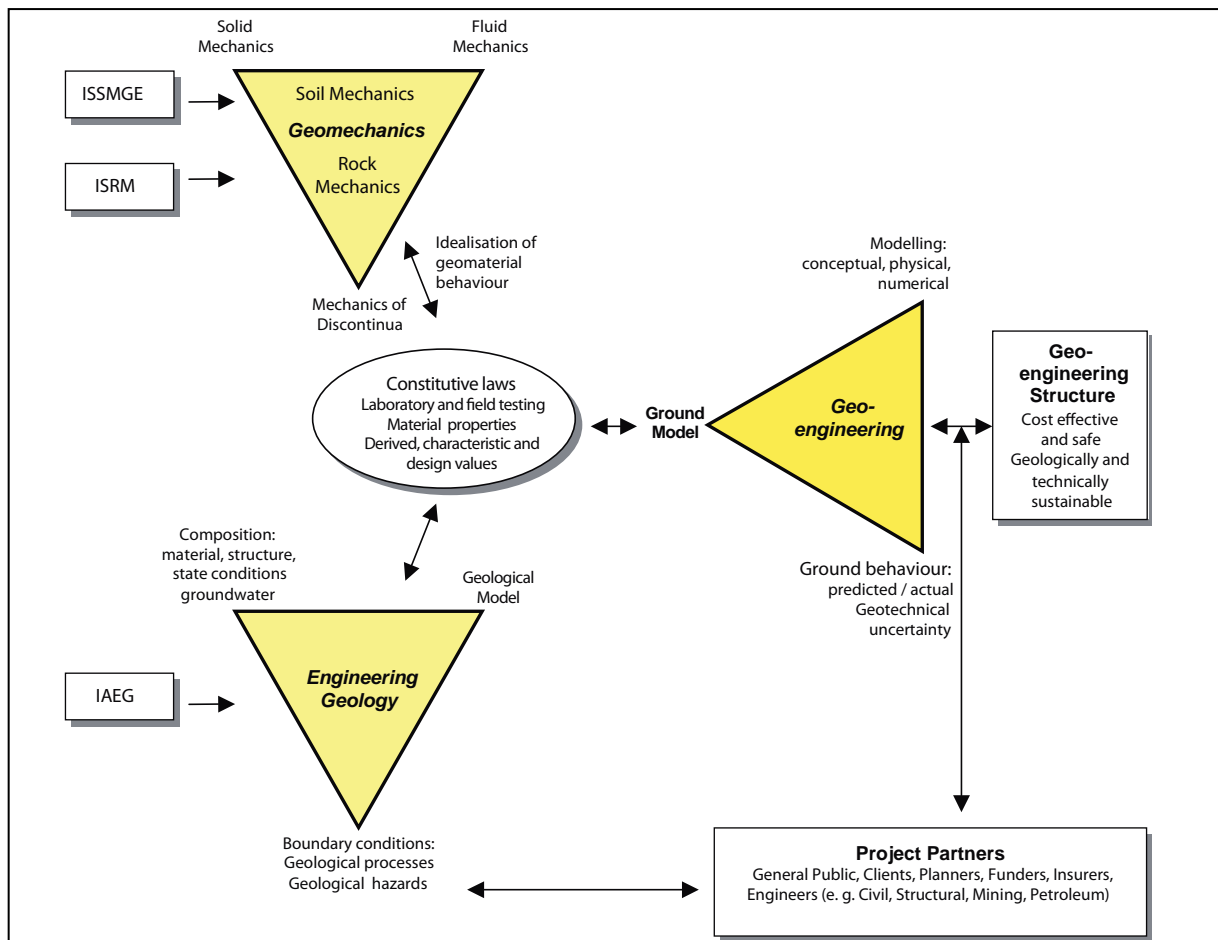 Solid
Mechanics
Fluid
Mechanics
ISSMGE
Soil Mechanics
Geomechanics
Rock
Mechanics
ISRM
Idealisation of
geomaterial
behaviour
Mechanics of
Discontinua
Constitutive laws
Laboratory and field testing
Material properties
Derived, characteristic and
design values
Ground
Model
Modelling:
conceptual, physical,
numerical
Geo-
engineering
Geo-
engineering
Structure
Cost effective
and safe
Geologically and
technically
sustainable
Ground behaviour:
predicted / actual
Geotechnical
uncertainty
Composition:
material, structure,
state conditions
groundwater
Geological
Model
IAEG
Engineering
Geology
Boundary conditions:
Geological processes
Geological hazards
Project Partners
General Public, Clients, Planners, Funders, Insurers,
Engineers (e. g. Civil, Structural, Mining, Petroleum)